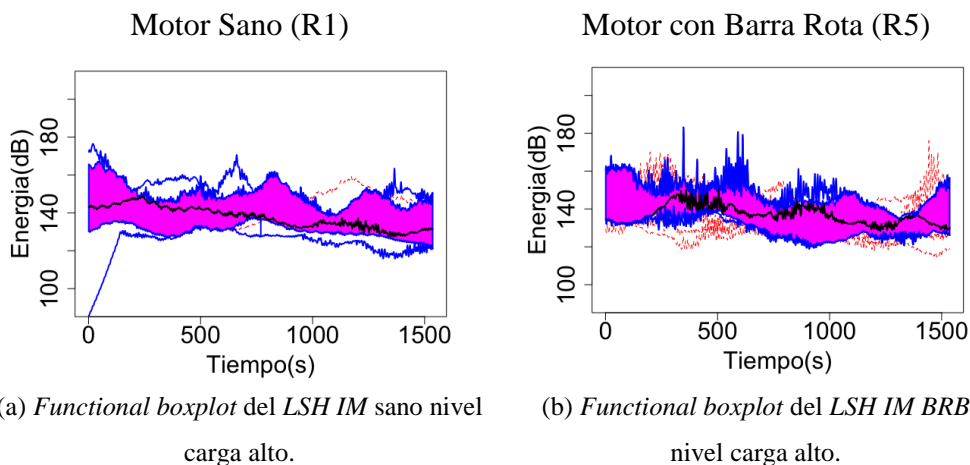 Motor Sano (R1)
Motor con Barra Rota (R5)
Energia(dB)
180
140
100
0
500
1000
1500
Tiempo(s)
Energia(dB)
180
140
100
0
500
1000
1500
Tiempo(s)
(a) Functional boxplot del LSH IM sano nivel
carga alto.
(b) Functional boxplot del LSH IM BRB
nivel carga alto.